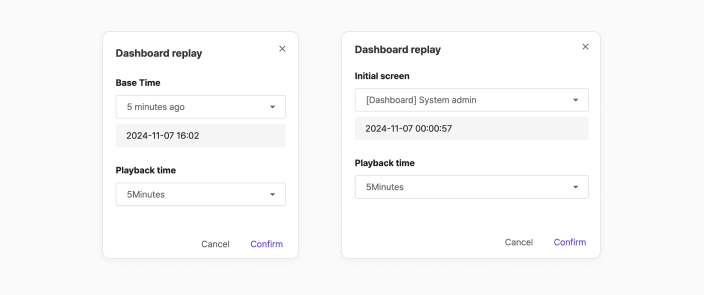 Dashboard replay
Base Time
5 minutes ago
2024-11-07 16:02
Playback time
5Minutes
Cancel
Confirm
Dashboard replay
Initial screen
[Dashboard] System admin
2024-11-07 00:00:57
Playback time
5Minutes
Cancel
Confirm